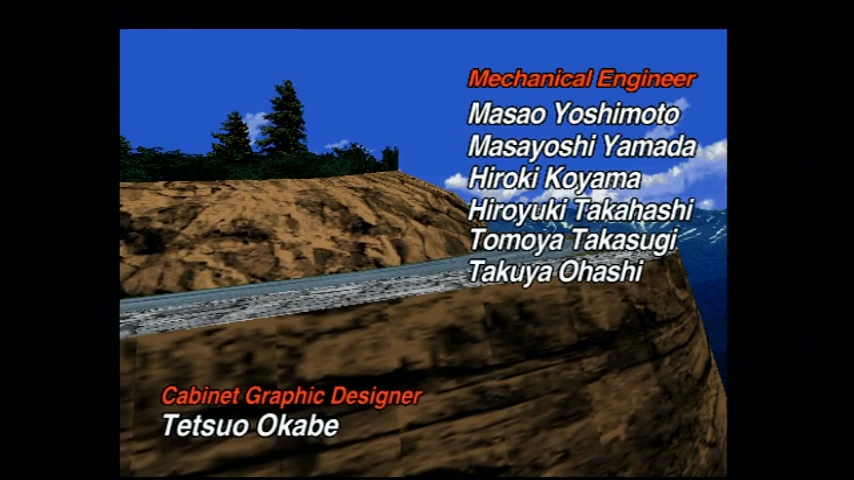 Mechanical Engineer
Masao Yoshimoto
Masayoshi Yamada
Hiroki Koyama
Hiroyuki Takahashi
Tomoya Takasugi
Takuya Ohashi
Cabinet Graphic Designer
Tetsuo Okabe